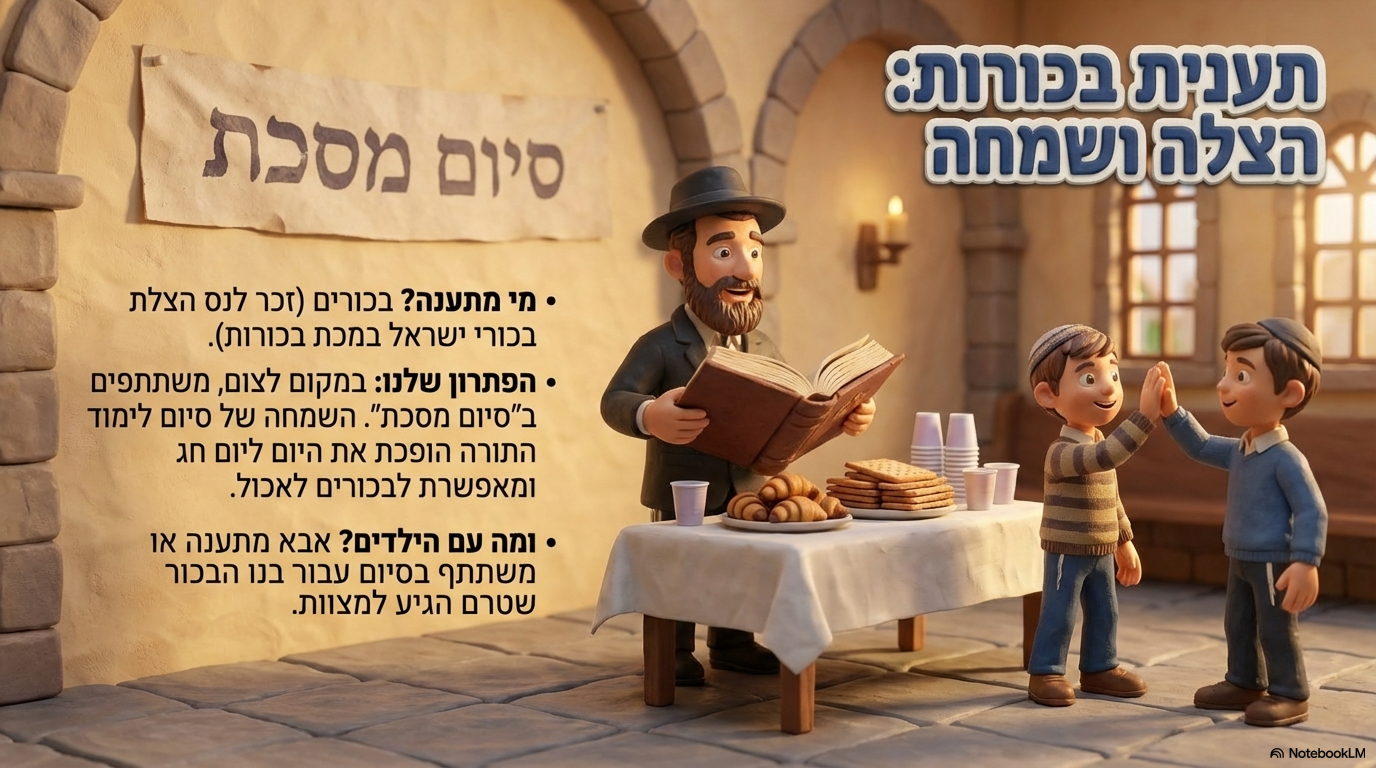 תענית בכורות:
הצלה ושמחה
סיום מסכת
• מי מתענה? בכורים (זכר לנס הצלת
בכורי ישראל במכת בכורות).
• הפתרון שלנו: במקום לצום, משתתפים
ב"סיום מסכת". השמחה של סיום לימוד
התורה הופכת את היום ליום חג
ומאפשרת לבכורים לאכול.
• ומה עם הילדים? אבא מתענה או
משתתף בסיום עבור בנו הבכור
שטרם הגיע למצוות.
NotebookLM